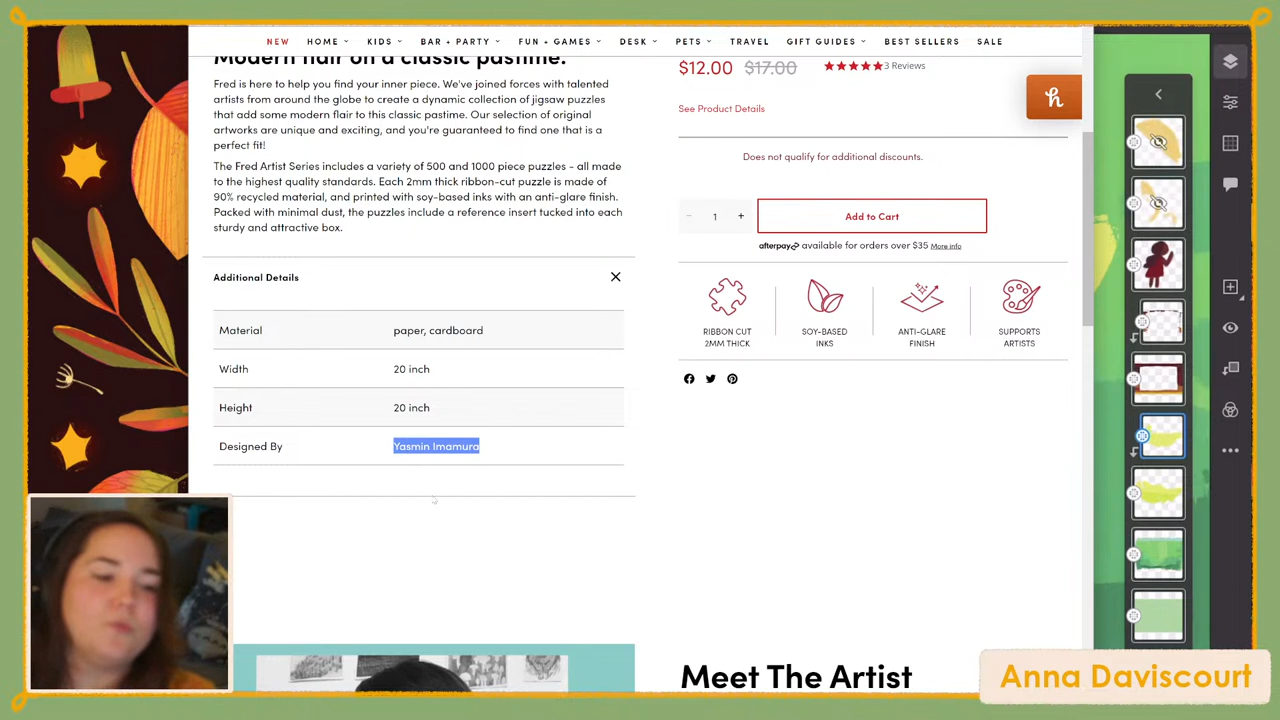 NEW HOME KIDS BAR + PARTY FUN + GAMES DESK PETS TRAVEL GIFT GUIDES BEST SELLERS SALE
Modern flair on a classic pastime.
Fred is here to help you find your inner piece. We've joined forces with talented
artists from around the globe to create a dynamic collection of jigsaw puzzles
that add some modern flair to this classic pastime. Our selection of original
artworks are unique and exciting, and you're guaranteed to find one that is a
perfect fit!
The Fred Artist Series includes a variety of 500 and 1000 piece puzzles - all made
to the highest quality standards. Each 2mm thick ribbon-cut puzzle is made of
90% recycled material, and printed with soy-based inks with an anti-glare finish.
Packed with minimal dust, the puzzles include a reference insert tucked into each
sturdy and attractive box.
Additional Details
Material paper, cardboard
Width 20 inch
Height 20 inch
Designed By Yasmin Imamura
$12.00 $17.00 3 Reviews
See Product Details
Does not qualify for additional discounts.
1 Add to Cart
afterpay available for orders over $35 More info
RIBBON CUT
2MM THICK
SOY-BASED
INKS
ANTI-GLARE
FINISH
SUPPORTS
ARTISTS
Meet The Artist
Anna Daviscourt